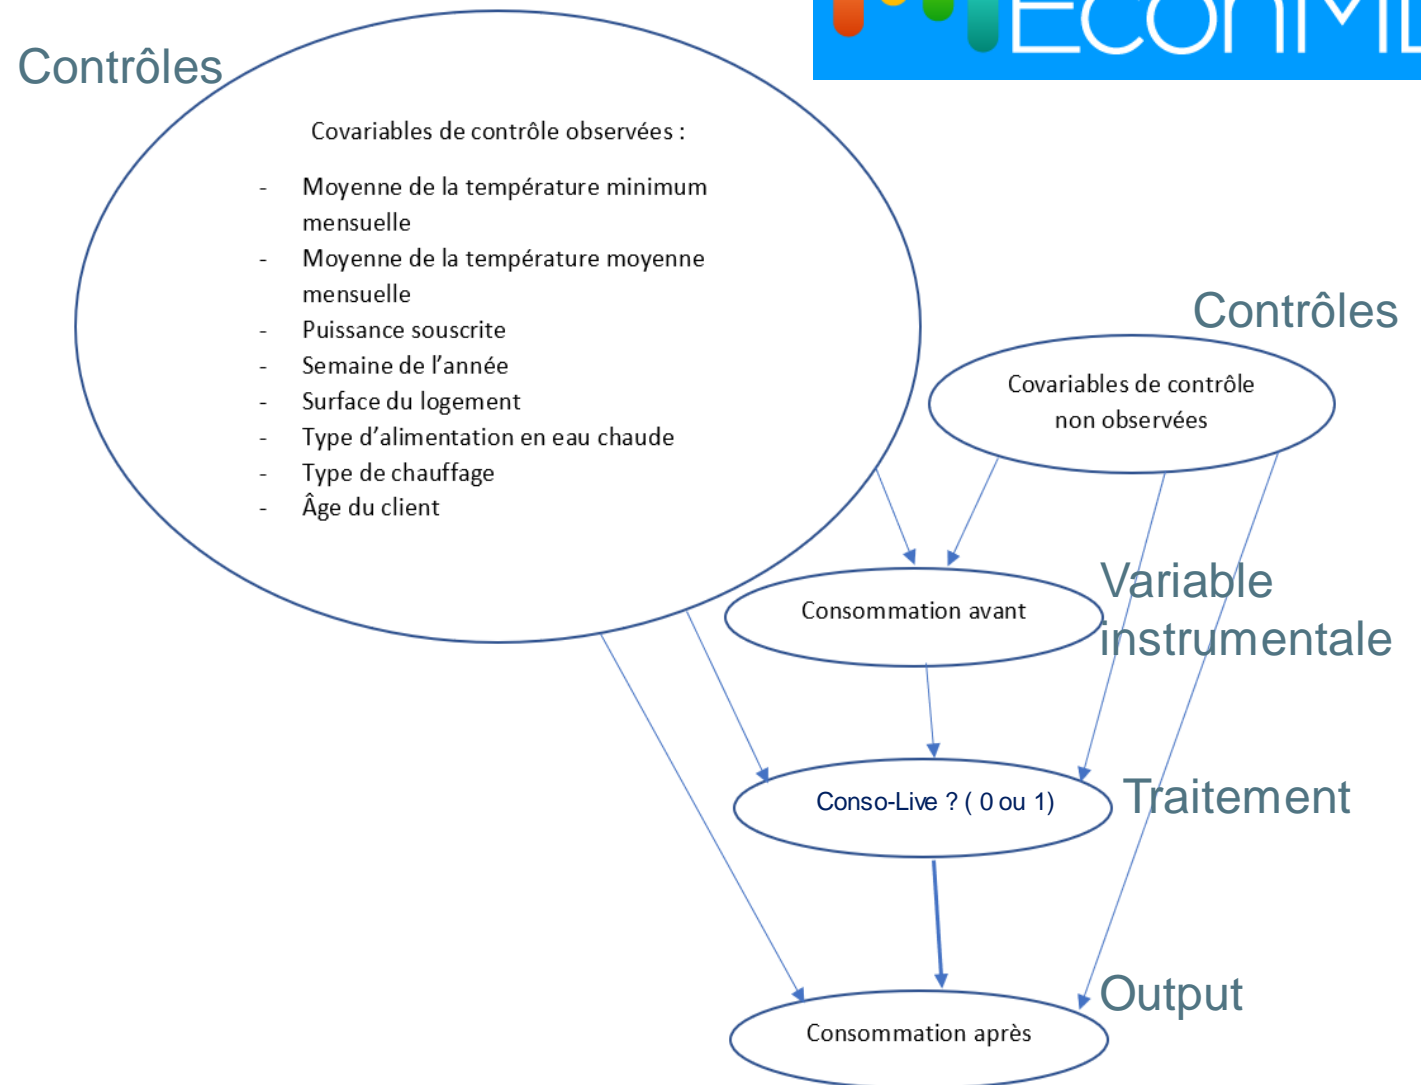 EconML
Contrôles
Covariables de contrôle observées :
- Moyenne de la température minimum
mensuelle
- Moyenne de la température moyenne
mensuelle
- Puissance souscrite
- Semaine de l'année
- Surface du logement
- Type d'alimentation en eau chaude
- Type de chauffage
- Âge du client
Contrôles
Covariables de contrôle
non observées
Variable
instrumentale
Consommation avant
Conso-Live ? ( 0 ou 1)
Traitement
Output
Consommation après